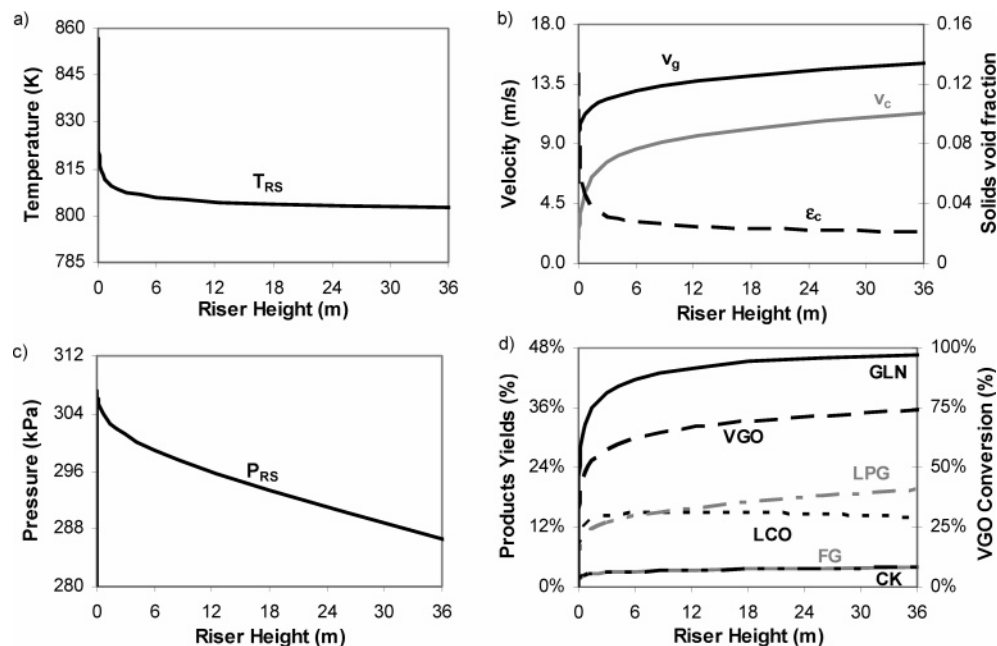 a)
860
845
830
815
800
785
Temperature (K)
T_RS
0 6 12 18 24 30 36
Riser Height (m)
b)
18.0
13.5
9.0
4.5
0.0
Velocity (m/s)
v_g
v_c
ε_c
0.16
0.12
0.08
0.04
0
Solids void fraction
0 6 12 18 24 30 36
Riser Height (m)
c)
312
304
296
288
280
Pressure (kPa)
P_RS
0 6 12 18 24 30 36
Riser Height (m)
d)
48%
36%
24%
12%
0%
Products Yields (%)
GLN
VGO
LPG
LCO
FG
CK
100%
75%
50%
25%
0%
VGO Conversion (%)
0 6 12 18 24 30 36
Riser Height (m)